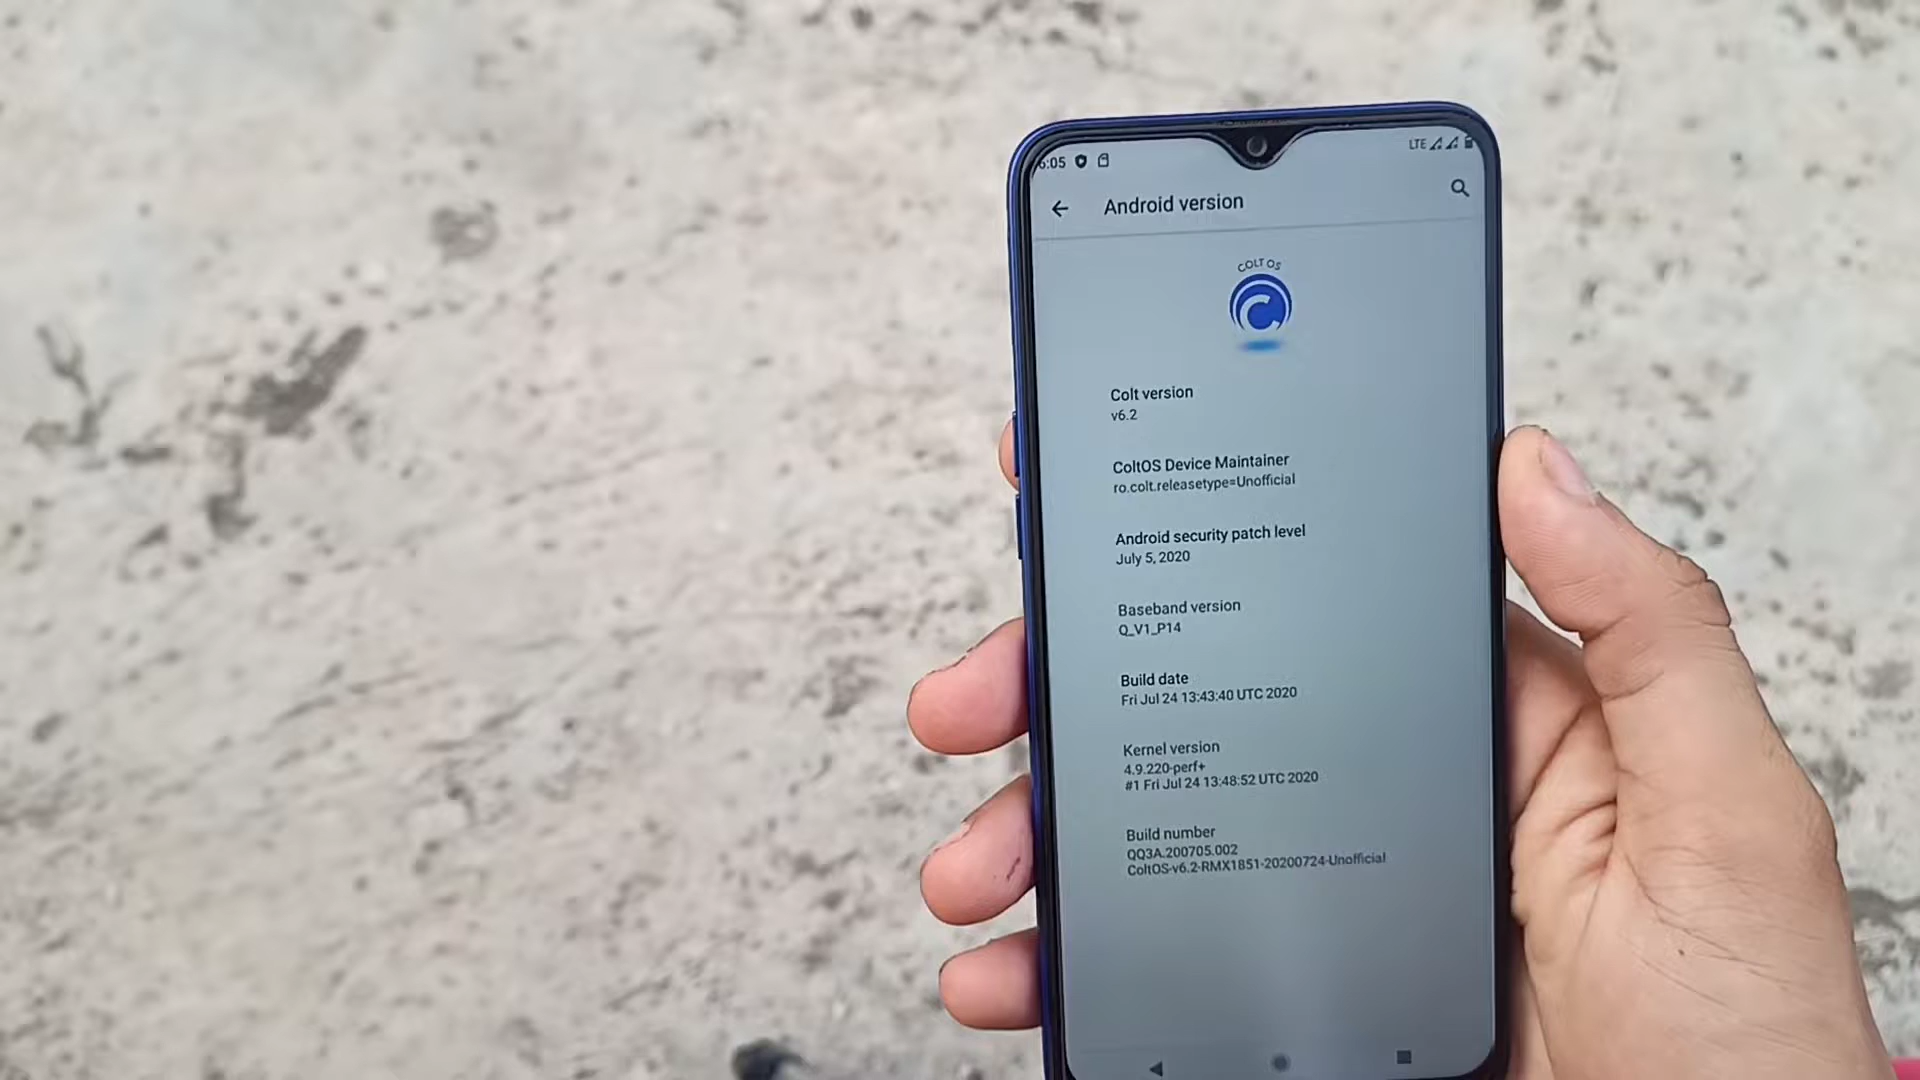 6:05
LTE
Android version
COLT OS
Colt version
v6.2
ColtOS Device Maintainer
ro.colt.releasetype=Unofficial
Android security patch level
July 5, 2020
Baseband version
Q_V1_P14
Build date
Fri Jul 24 13:43:40 UTC 2020
Kernel version
4.9.220-perf+
#1 Fri Jul 24 13:48:52 UTC 2020
Build number
QQ3A.200705.002
ColtOS-v6.2-RMX1851-20200724-Unofficial